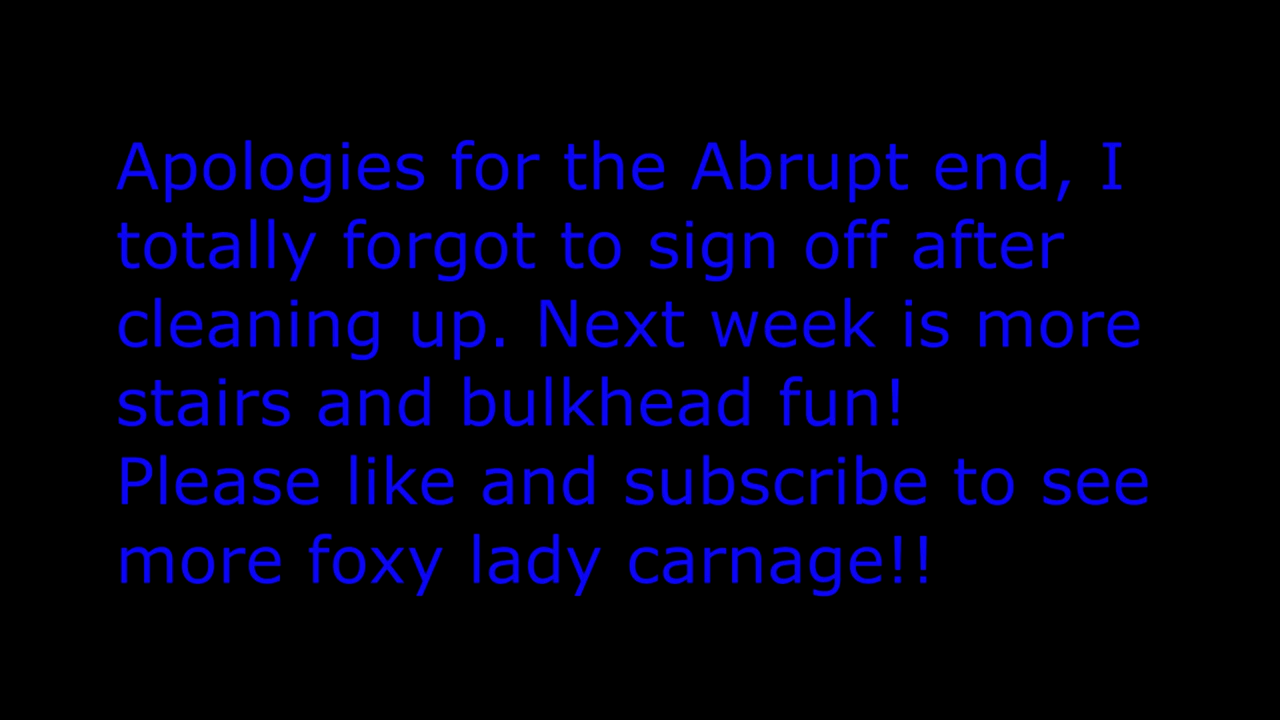 Apologies for the Abrupt end, I
totally forgot to sign off after
cleaning up. Next week is more
stairs and bulkhead fun!
Please like and subscribe to see
more foxy lady carnage!!